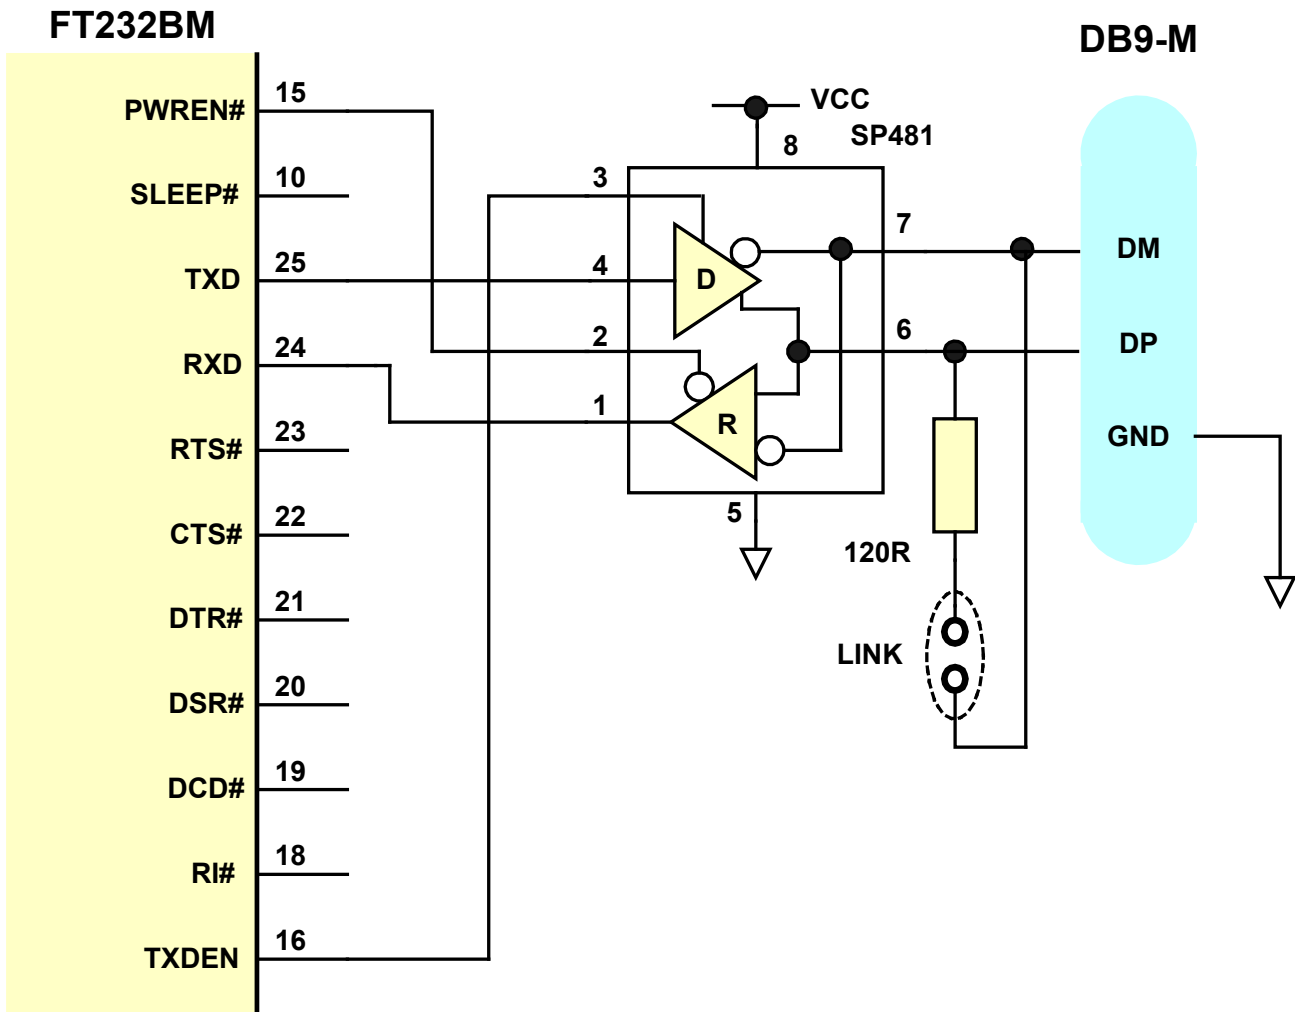 FT232BM
DB9-M
PWREN# 15
VCC
SP481
8
SLEEP# 10
3
7
DM
TXD 25
4
D
6
DP
RXD 24
2
1
R
GND
RTS# 23
5
CTS# 22
120R
DTR# 21
LINK
DSR# 20
DCD# 19
RI# 18
TXDEN 16